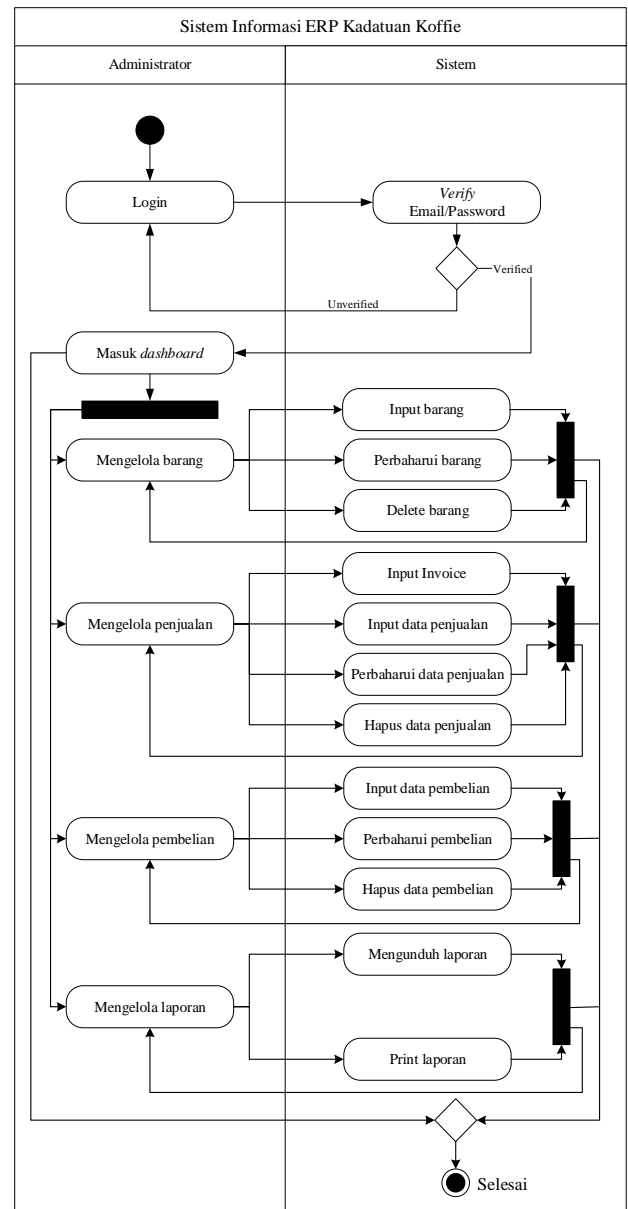 Sistem Informasi ERP Kadatuan Koffie
Administrator
Sistem
Login
Verify
Email/Password
Verified
Unverified
Masuk dashboard
Input barang
Mengelola barang
Perbaharui barang
Delete barang
Input Invoice
Mengelola penjualan
Input data penjualan
Perbaharui data penjualan
Hapus data penjualan
Input data pembelian
Mengelola pembelian
Perbaharui pembelian
Hapus data pembelian
Mengunduh laporan
Mengelola laporan
Print laporan
Selesai